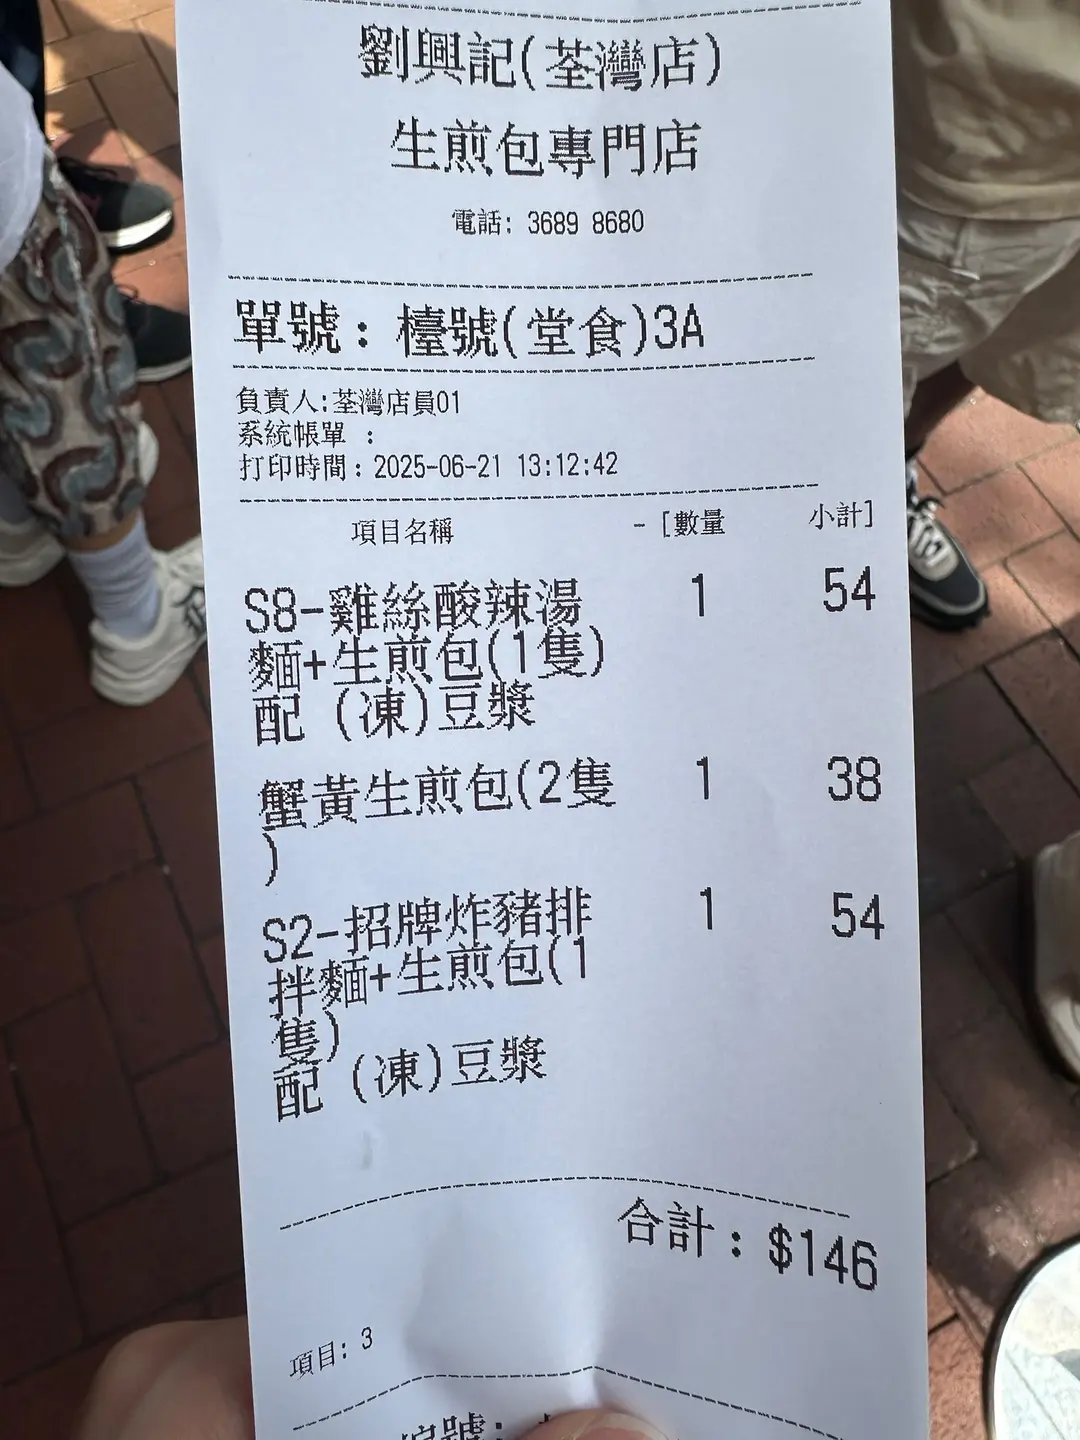 劉興記(荃灣店)
生煎包專門店
電話: 3689 8680
單號: 檯號(堂食)3A
負責人:荃灣店員01
系統帳單 :
打印時間: 2025-06-21 13:12:42
項目名稱 -[數量 小計]
S8-雞絲酸辣湯 1 54
麵+生煎包(1隻)
配 (凍)豆漿
蟹黃生煎包(2隻 1 38
)
S2-招牌炸豬排 1 54
拌麵+生煎包(1
隻)
配 (凍)豆漿
合計: $146
項目: 3
號: